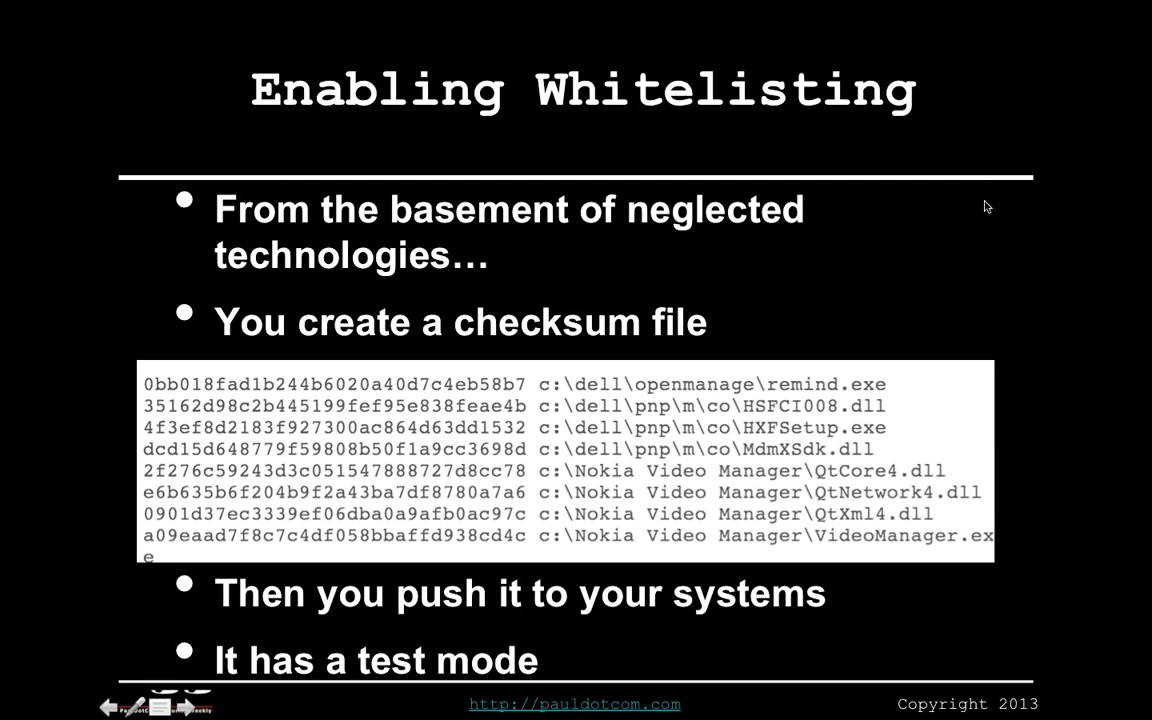 Enabling Whitelisting
• From the basement of neglected
technologies…
• You create a checksum file
0bb018fad1b244b6020a40d7c4eb58b7 c:\dell\openmanage\remind.exe
35162d98c2b445199fef95e838feae4b c:\dell\pnp\m\co\HSFCI008.dll
4f3ef8d2183f927300ac864d63dd1532 c:\dell\pnp\m\co\HXFSetup.exe
dcd15d648779f59808b50f1a9cc3698d c:\dell\pnp\m\co\MdmXSdk.dll
2f276c59243d3c051547888727d8cc78 c:\Nokia Video Manager\QtCore4.dll
e6b635b6f204b9f2a43ba7df8780a7a6 c:\Nokia Video Manager\QtNetwork4.dll
0901d37ec3339ef06dba0a9afb0ac97c c:\Nokia Video Manager\QtXml4.dll
a09eaad7f8c7c4df058bbaffd938cd4c c:\Nokia Video Manager\VideoManager.ex
e
• Then you push it to your systems
• It has a test mode
http://pauldotcom.com
Copyright 2013